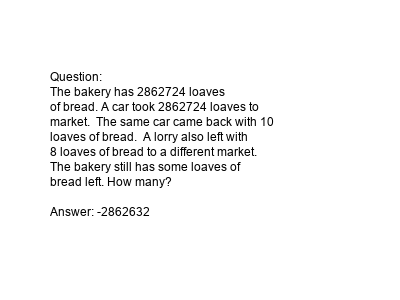 Question:
The bakery has 2862724 loaves
of bread. A car took 2862724 loaves to
market.  The same car came back with 10
loaves of bread.  A lorry also left with
8 loaves of bread to a different market.
The bakery still has some loaves of
bread left. How many?

Answer: -2862632